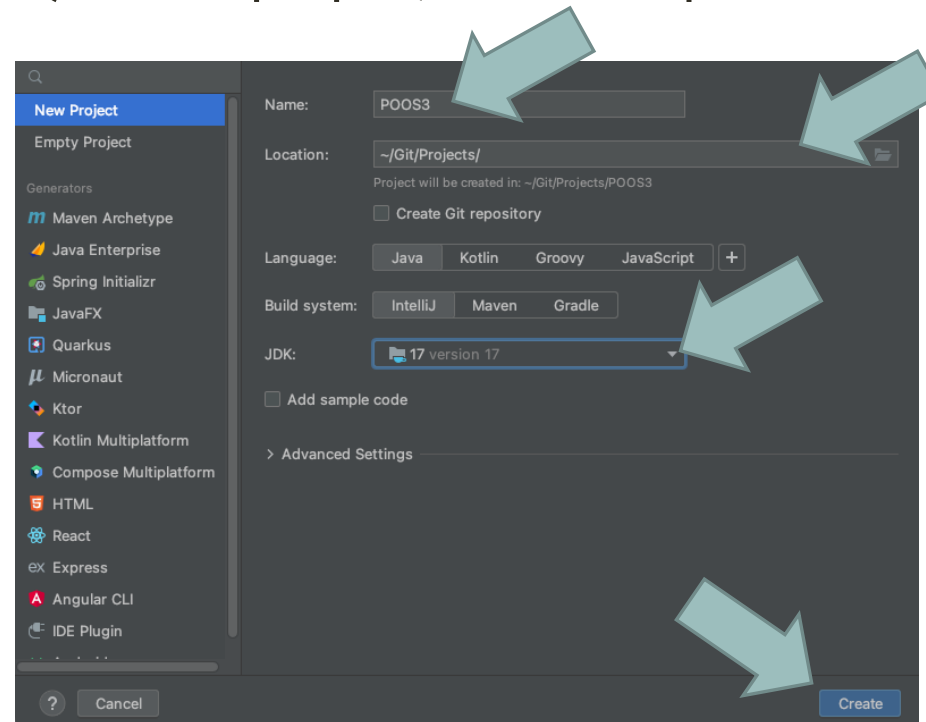 New Project
Empty Project
Generators
Maven Archetype
Java Enterprise
Spring Initializr
JavaFX
Quarkus
Micronaut
Ktor
Kotlin Multiplatform
Compose Multiplatform
HTML
React
ex Express
Angular CLI
IDE Plugin
Name: POOS3
Location: ~/Git/Projects/
Project will be created in: ~/Git/Projects/POOS3
Create Git repository
Language: Java Kotlin Groovy JavaScript +
Build system: IntelliJ Maven Gradle
JDK: 17 version 17
Add sample code
> Advanced Settings
? Cancel Create